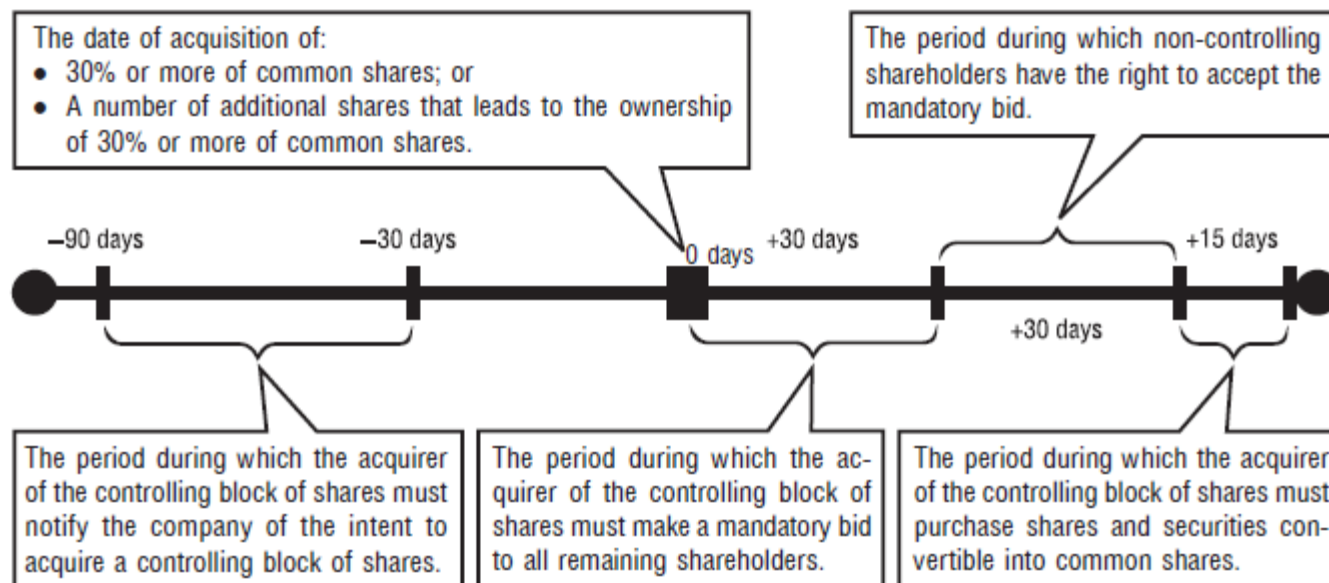 The date of acquisition of:
● 30% or more of common shares; or
● A number of additional shares that leads to the ownership
of 30% or more of common shares.
The period during which non-controlling
shareholders have the right to accept the
mandatory bid.
–90 days
–30 days
0 days
+30 days
+15 days
+30 days
The period during which the acquirer
of the controlling block of shares must
notify the company of the intent to
acquire a controlling block of shares.
The period during which the ac-
quirer of the controlling block of
shares must make a mandatory bid
to all remaining shareholders.
The period during which the acquirer
of the controlling block of shares must
purchase shares and securities con-
vertible into common shares.